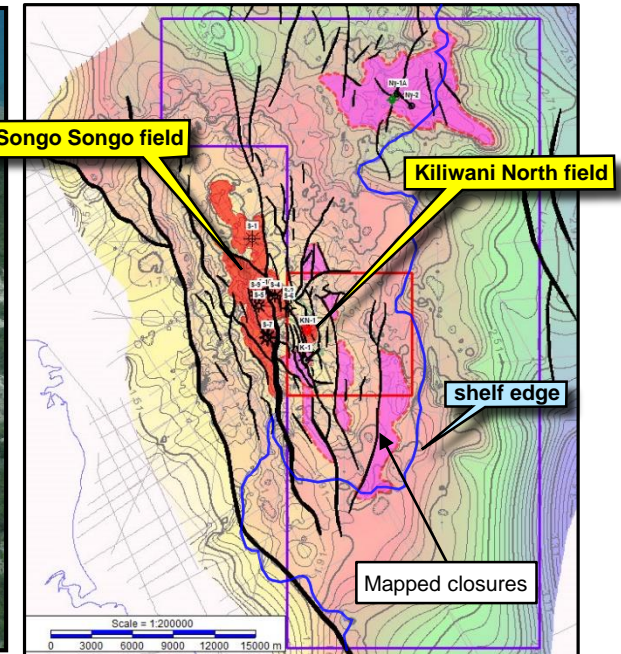 Ny-1A
Ny-2
Songo Songo field
Kiliwani North field
S-1
S-9
S-4
S-5
S-7
KN-1
K-1
shelf edge
Mapped closures
Scale = 1:200000
0 3000 6000 9000 12000 15000 m